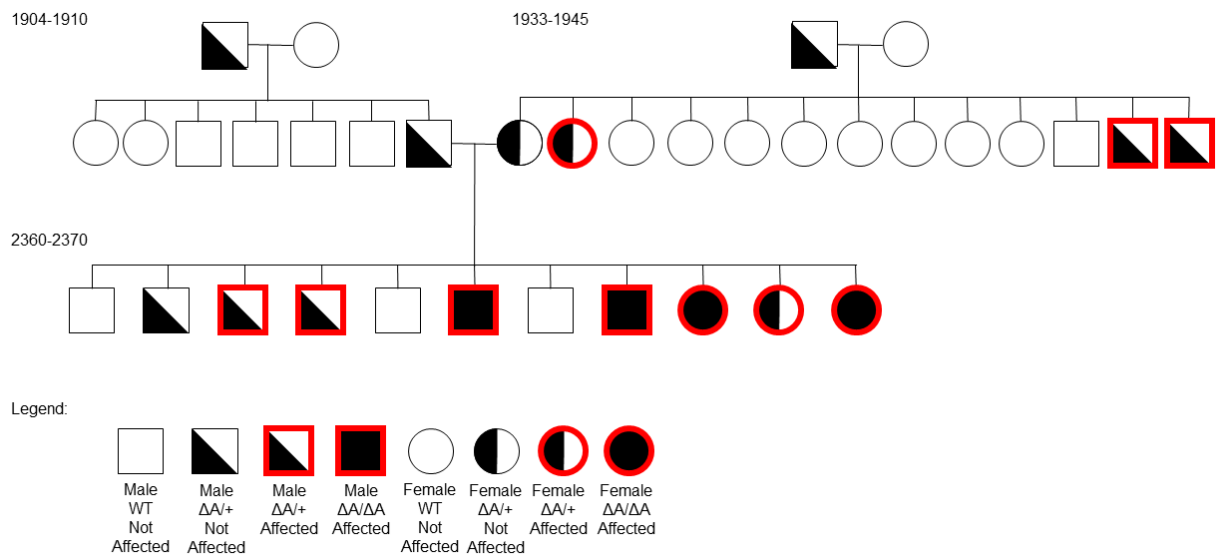 1904-1910
1933-1945
2360-2370
Legend:
Male
WT
Not
Affected
Male
ΔA/+
Not
Affected
Male
ΔA/+
Affected
Male
ΔA/ΔA
Affected
Female
WT
Not
Affected
Female
ΔA/+
Not
Affected
Female
ΔA/+
Affected
Female
ΔA/ΔA
Affected